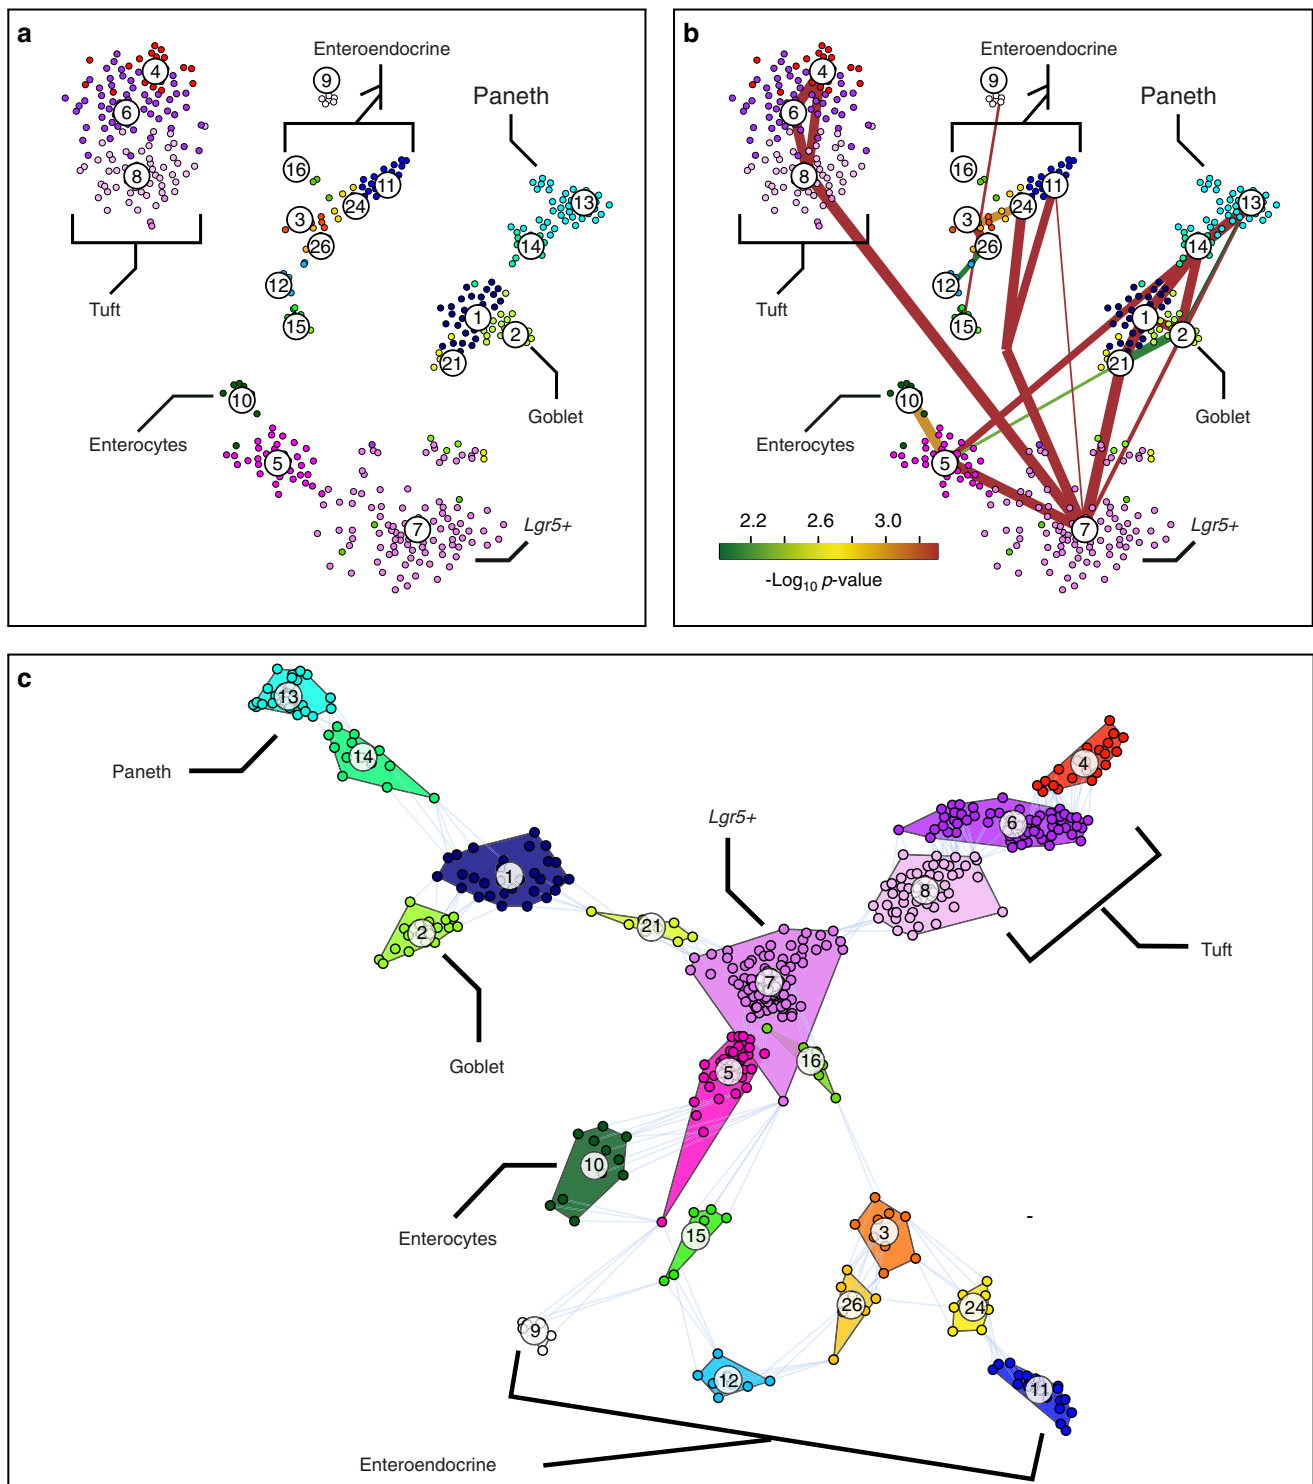 a
Enteroendocrine
Paneth
4
9
6
8
16
11
24
3
26
13
14
12
15
1
2
21
Tuft
Goblet
10
Enterocytes
5
7
Lgr5+
b
Enteroendocrine
Paneth
4
9
6
8
16
11
24
3
26
13
14
12
15
1
2
21
Tuft
Goblet
10
Enterocytes
5
7
Lgr5+
2.2 2.6 3.0
-Log10 p-value
c
13
Paneth
14
4
Lgr5+
6
1
8
2
21
Tuft
7
Goblet
16
5
10
Enterocytes
15
3
26
24
9
12
11
Enteroendocrine
-